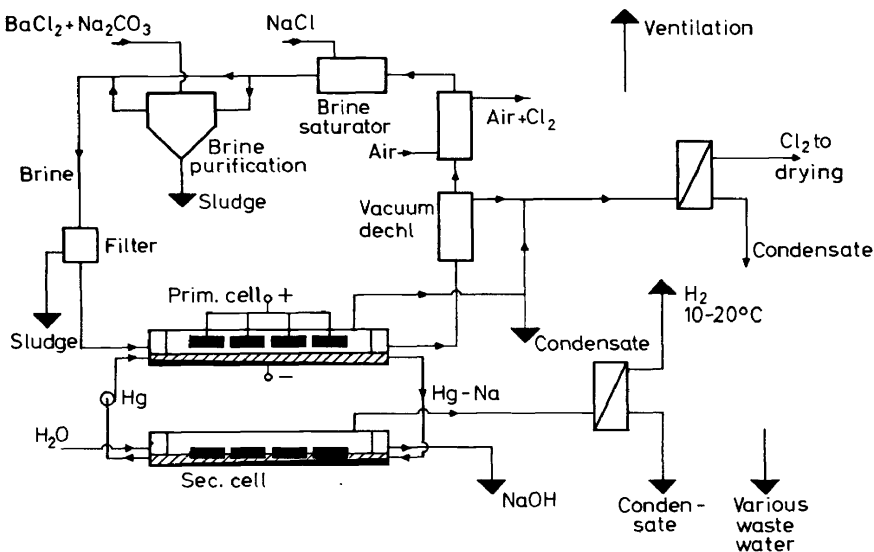 BaCl₂+Na₂CO₃
NaCl
Ventilation
Brine
saturator
Air+Cl₂
Air
Cl₂ to
drying
Brine
purification
Brine
Sludge
Vacuum
dechl
Condensate
Filter
Prim. cell +
H₂
10-20°C
Sludge
Condensate
−
Hg
Hg-Na
H₂O
Sec. cell
NaOH
Conden-
sate
Various
waste
water